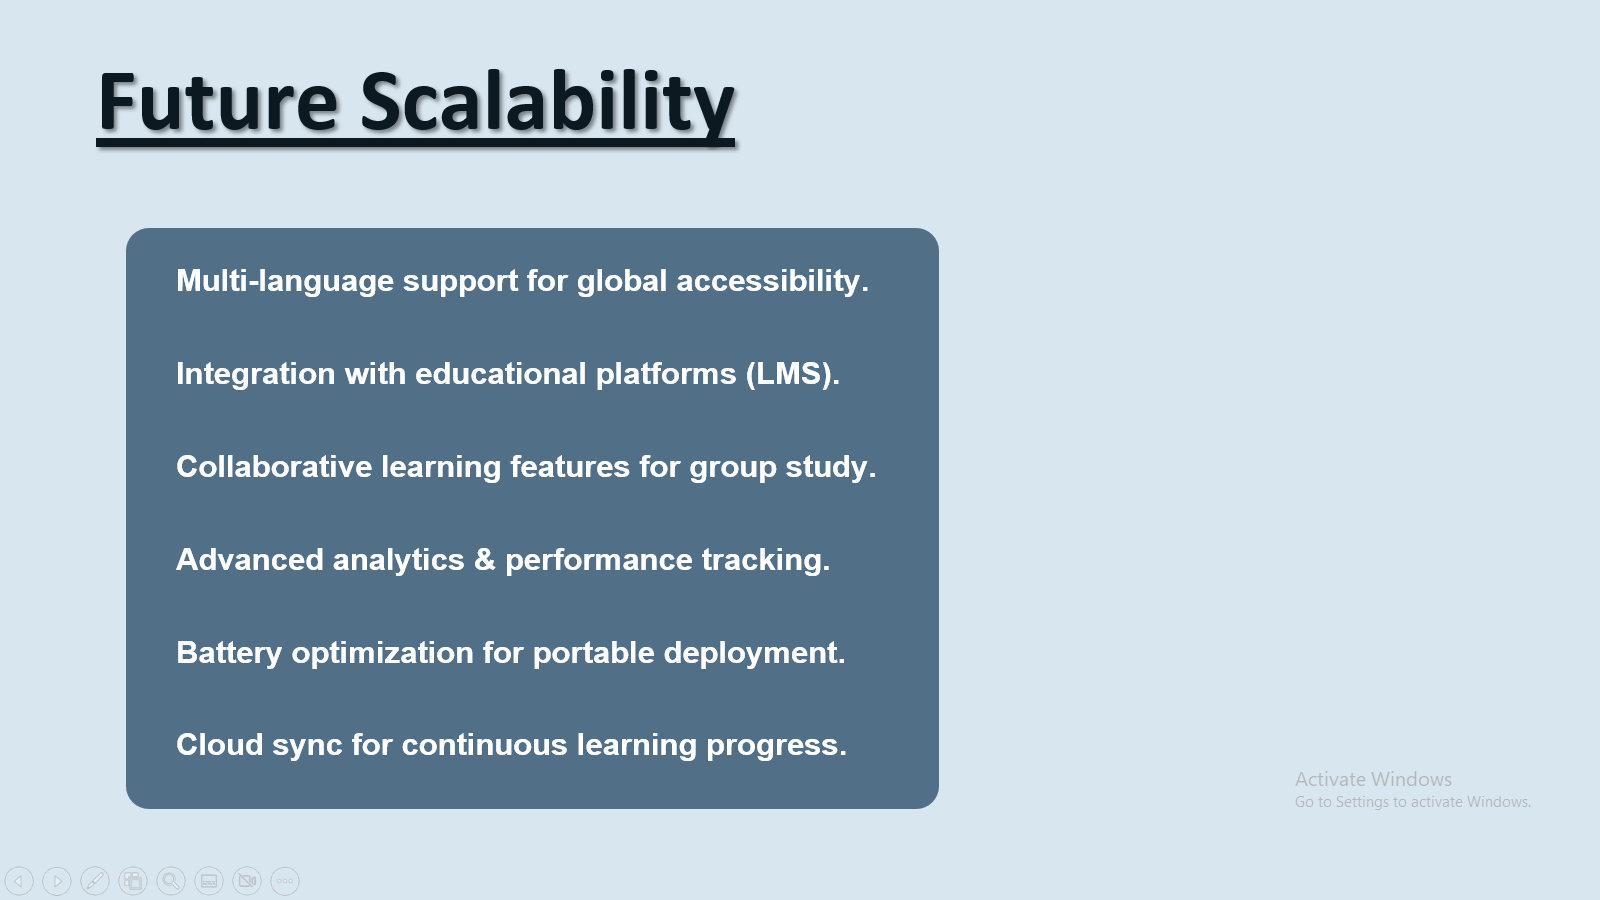 Future Scalability
Multi-language support for global accessibility.
Integration with educational platforms (LMS).
Collaborative learning features for group study.
Advanced analytics & performance tracking.
Battery optimization for portable deployment.
Cloud sync for continuous learning progress.
Activate Windows
Go to Settings to activate Windows.